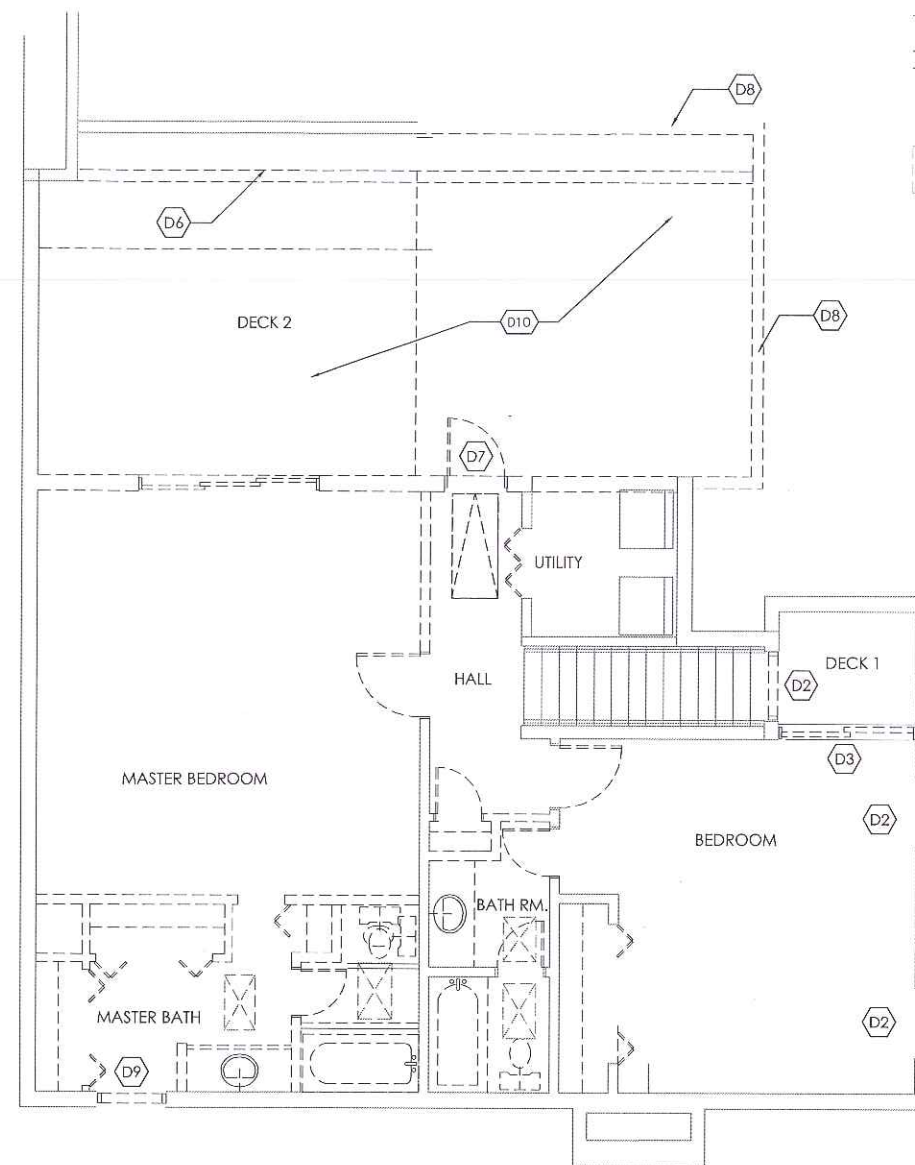 D8
D6
DECK 2
D10
D8
D7
UTILITY
DECK 1
HALL
D2
D3
MASTER BEDROOM
D2
BEDROOM
BATH RM.
MASTER BATH
D2
D9